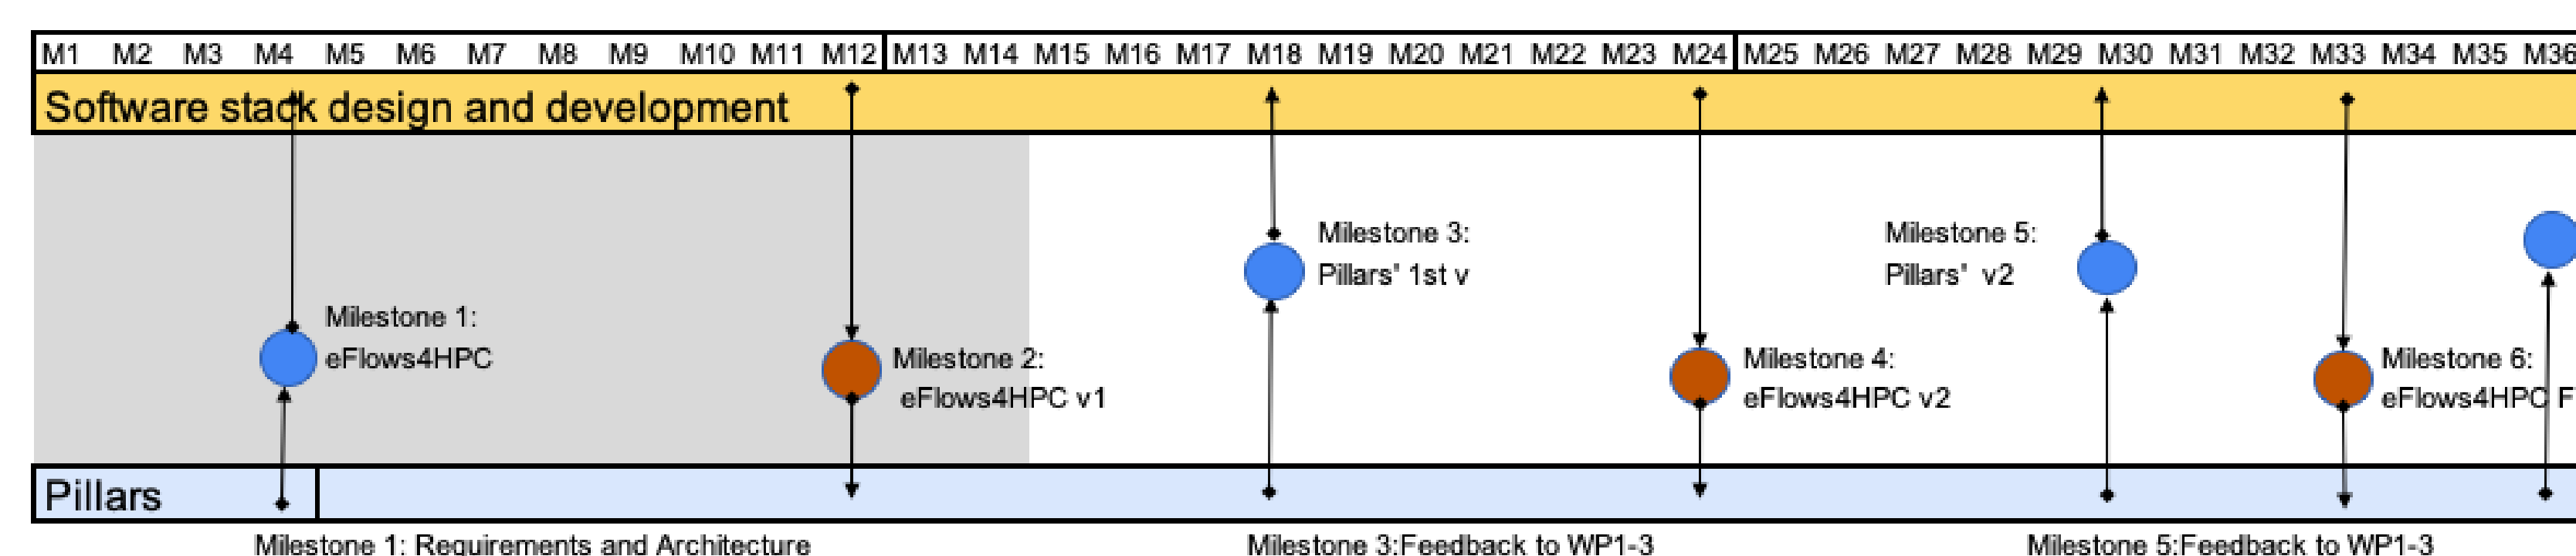 M1 M2 M3 M4 M5 M6 M7 M8 M9 M10 M11 M12 M13 M14 M15 M16 M17 M18 M19 M20 M21 M22 M23 M24 M25 M26 M27 M28 M29 M30 M31 M32 M33 M34 M35 M36
Software stack design and development
Milestone 1:
eFlows4HPC
Milestone 2:
eFlows4HPC v1
Milestone 3:
Pillars' 1st v
Milestone 4:
eFlows4HPC v2
Milestone 5:
Pillars' v2
Milestone 6:
eFlows4HPC F
Pillars
Milestone 1: Requirements and Architecture
Milestone 3:Feedback to WP1-3
Milestone 5:Feedback to WP1-3